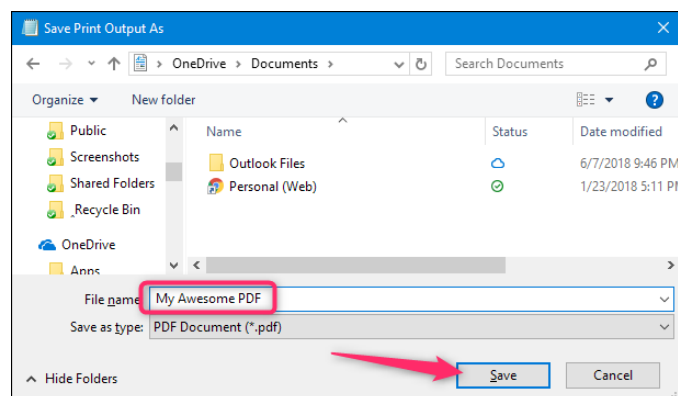 Save Print Output As
OneDrive > Documents >
Search Documents
Organize
New folder
Name
Status
Date modified
Public
Screenshots
Shared Folders
_Recycle Bin
OneDrive
Apps
Outlook Files
6/7/2018 9:46 PM
Personal (Web)
1/23/2018 5:11 P
File name:
My Awesome PDF
Save as type:
PDF Document (*.pdf)
Hide Folders
Save
Cancel